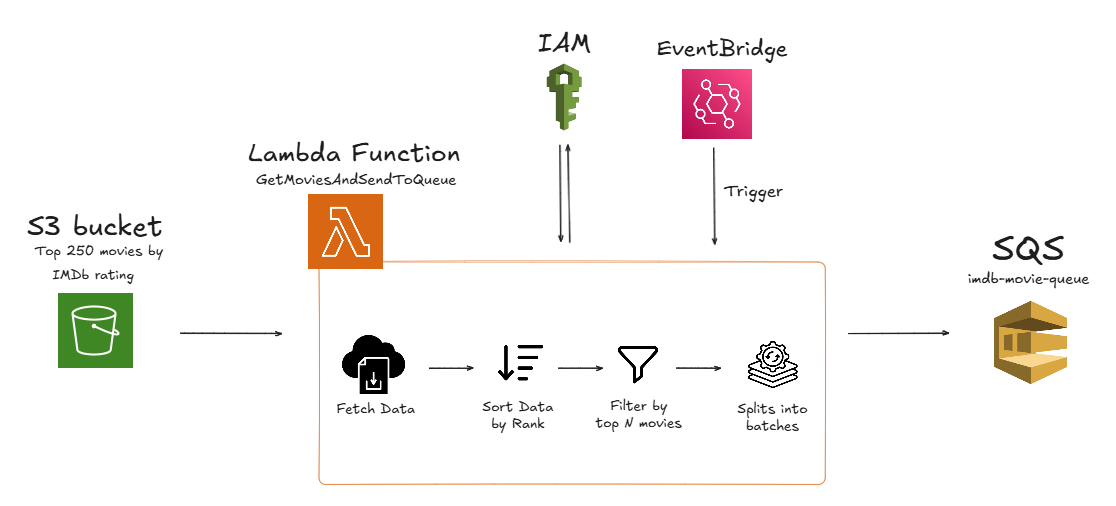 IAM
EventBridge
Lambda Function
GetMoviesAndSendToQueue
Trigger
S3 bucket
Top 250 movies by
IMDb rating
SQS
imdb-movie-queue
Fetch Data
Sort Data
by Rank
Filter by
top N movies
Splits into
batches